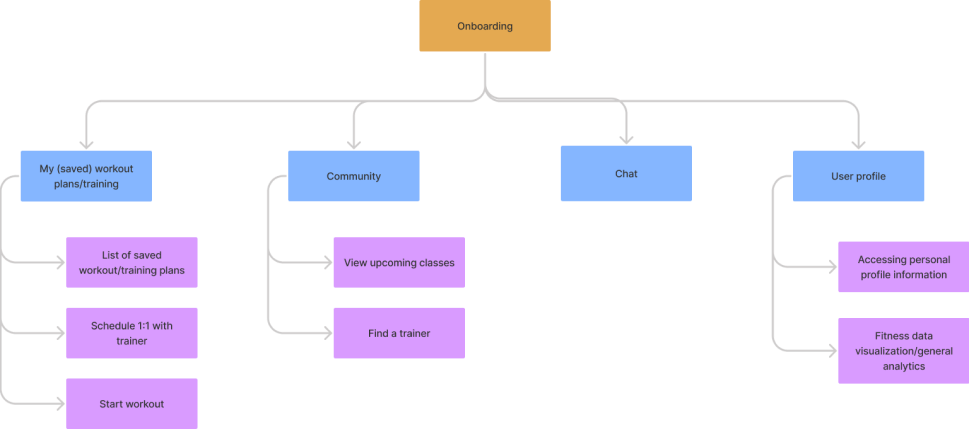 Onboarding
My (saved) workout
plans/training
Community
Chat
User profile
List of saved
workout/training plans
View upcoming classes
Accessing personal
profile information
Schedule 1:1 with
trainer
Find a trainer
Fitness data
visualization/general
analytics
Start workout